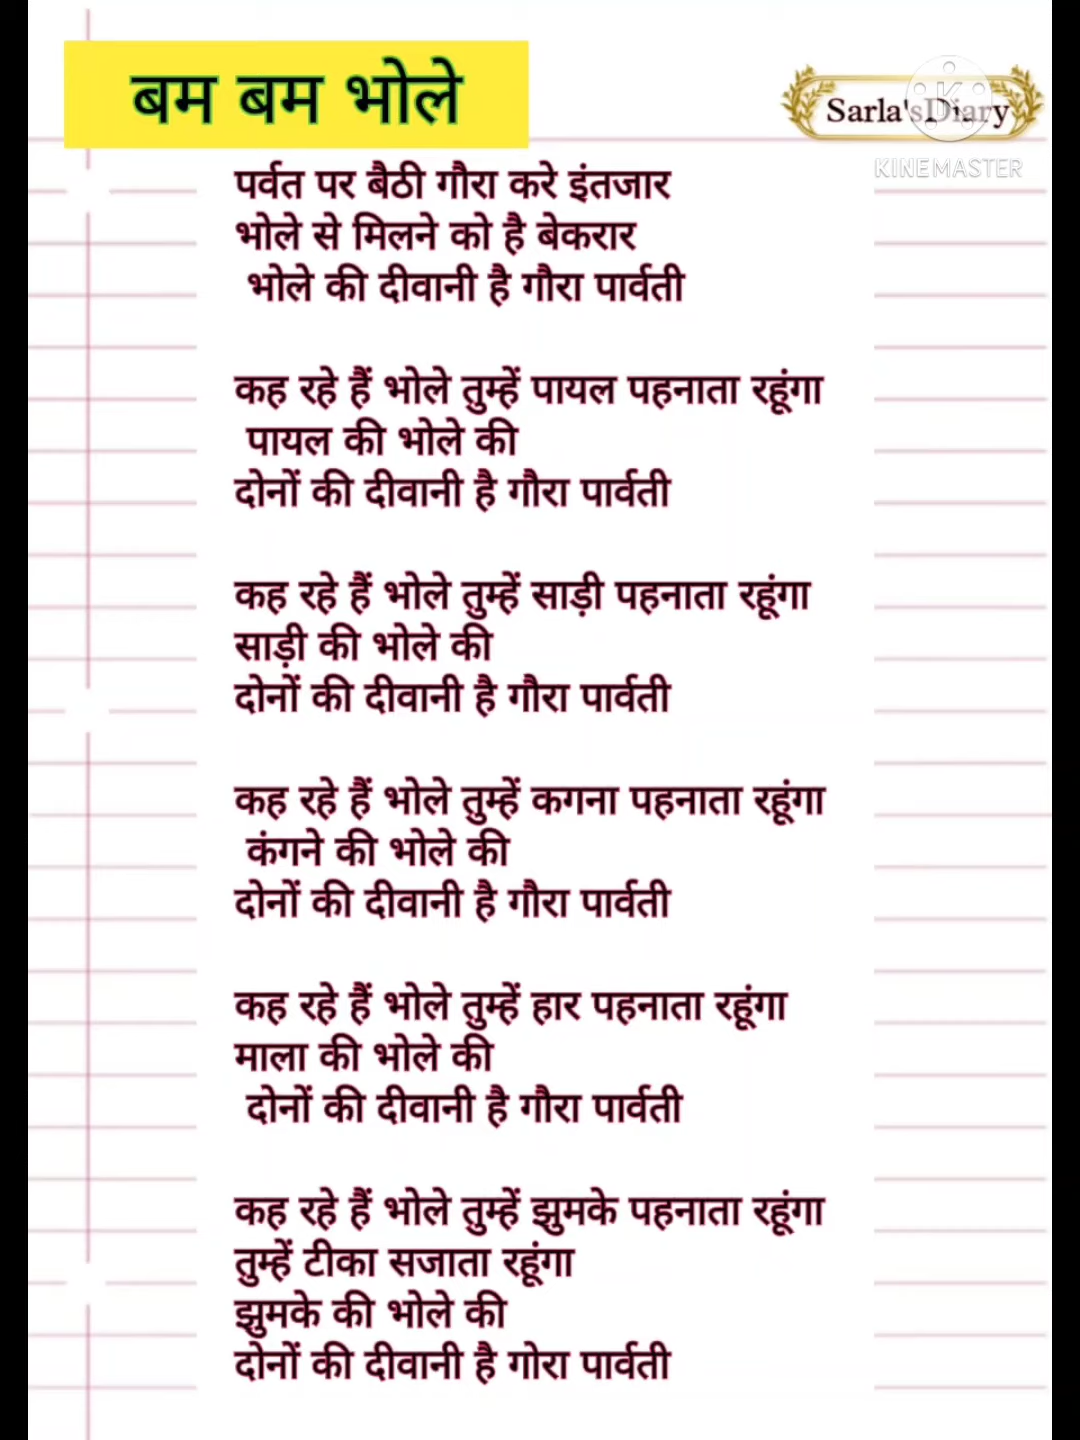 बम बम भोले
Sarla'sDiary
KINEMASTER
पर्वत पर बैठी गौरा करे इंतजार
भोले से मिलने को है बेकरार
भोले की दीवानी है गौरा पार्वती
कह रहे हैं भोले तुम्हें पायल पहनाता रहूंगा
पायल की भोले की
दोनों की दीवानी है गौरा पार्वती
कह रहे हैं भोले तुम्हें साड़ी पहनाता रहूंगा
साड़ी की भोले की
दोनों की दीवानी है गौरा पार्वती
कह रहे हैं भोले तुम्हें कगना पहनाता रहूंगा
कंगने की भोले की
दोनों की दीवानी है गौरा पार्वती
कह रहे हैं भोले तुम्हें हार पहनाता रहूंगा
माला की भोले की
दोनों की दीवानी है गौरा पार्वती
कह रहे हैं भोले तुम्हें झुमके पहनाता रहूंगा
तुम्हें टीका सजाता रहूंगा
झुमके की भोले की
दोनों की दीवानी है गोरा पार्वती